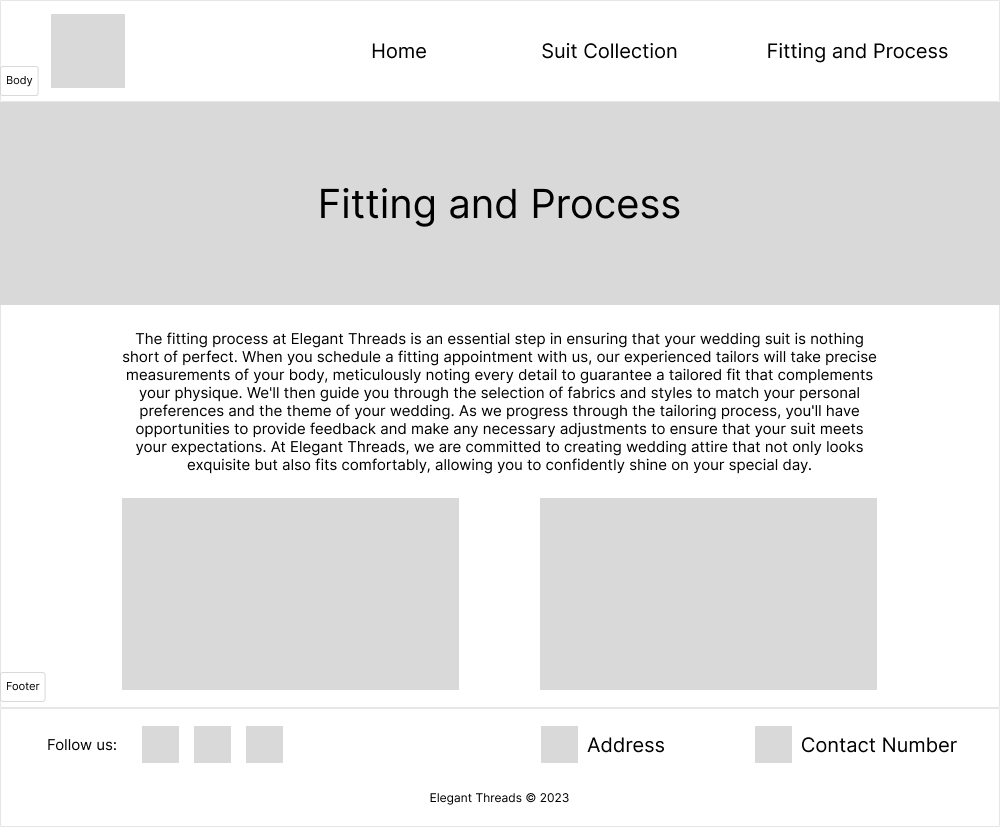 Home Suit Collection Fitting and Process
Body
Fitting and Process
The fitting process at Elegant Threads is an essential step in ensuring that your wedding suit is nothing
short of perfect. When you schedule a fitting appointment with us, our experienced tailors will take precise
measurements of your body, meticulously noting every detail to guarantee a tailored fit that complements
your physique. We'll then guide you through the selection of fabrics and styles to match your personal
preferences and the theme of your wedding. As we progress through the tailoring process, you'll have
opportunities to provide feedback and make any necessary adjustments to ensure that your suit meets
your expectations. At Elegant Threads, we are committed to creating wedding attire that not only looks
exquisite but also fits comfortably, allowing you to confidently shine on your special day.
Footer
Follow us: Address Contact Number
Elegant Threads © 2023